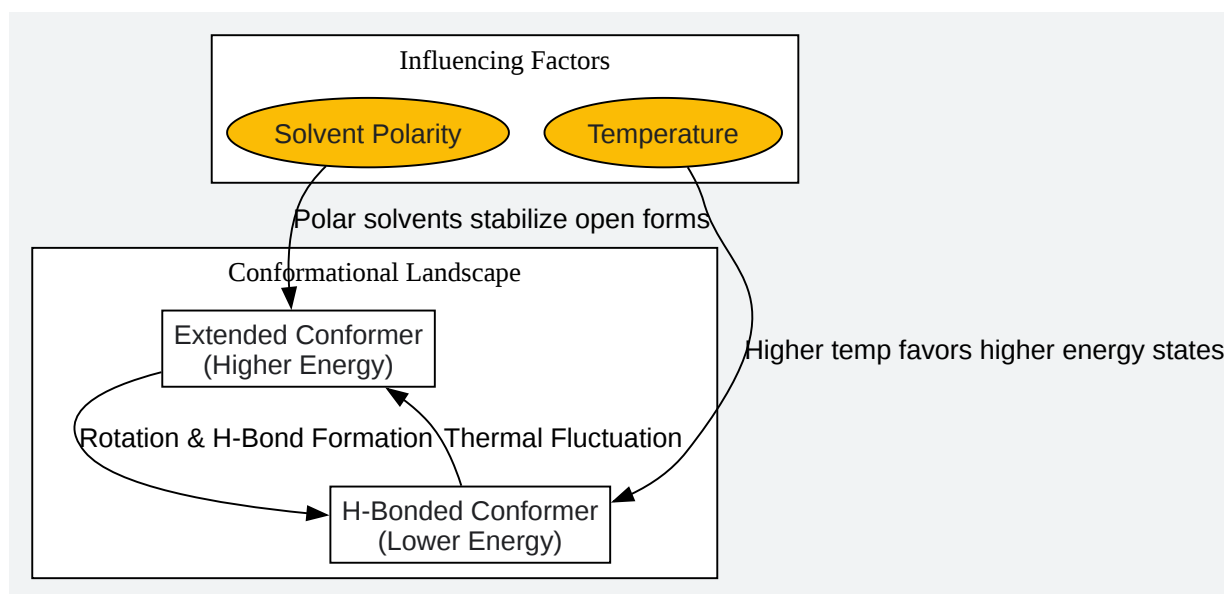 Influencing Factors
Solvent Polarity
Temperature
Polar solvents stabilize open forms
Conformational Landscape
Extended Conformer
(Higher Energy)
Higher temp favors higher energy states
Rotation & H-Bond Formation
Thermal Fluctuation
H-Bonded Conformer
(Lower Energy)